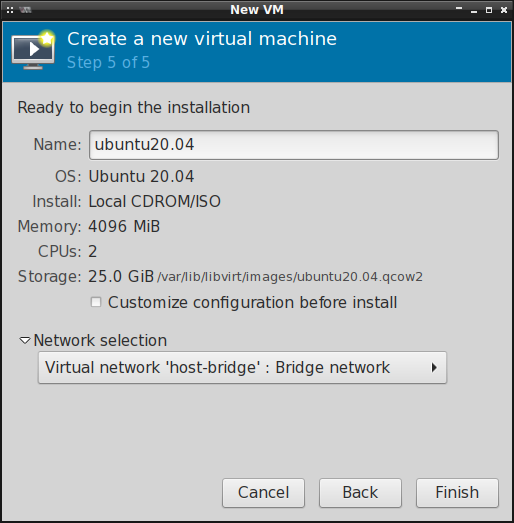 New VM
Create a new virtual machine
Step 5 of 5
Ready to begin the installation
Name: ubuntu20.04
OS: Ubuntu 20.04
Install: Local CDROM/ISO
Memory: 4096 MiB
CPUs: 2
Storage: 25.0 GiB /var/lib/libvirt/images/ubuntu20.04.qcow2
Customize configuration before install
Network selection
Virtual network 'host-bridge' : Bridge network
Cancel Back Finish